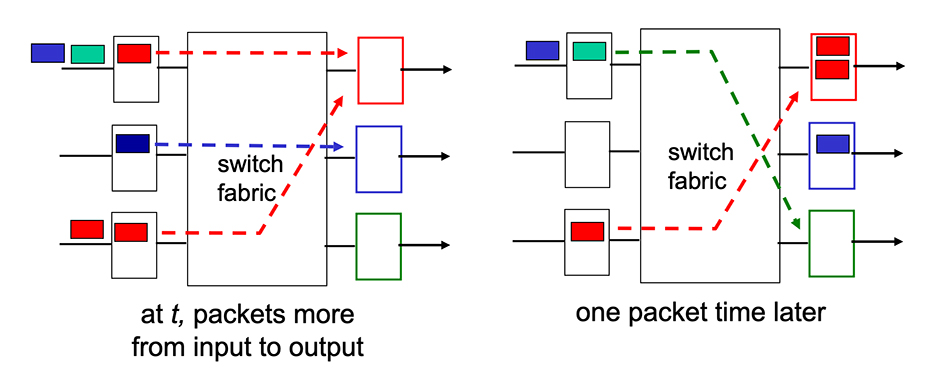 switch
fabric
at t, packets more
from input to output
switch
fabric
one packet time later